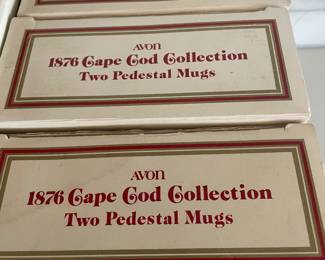 AVON
1876 Cape Cod Collection
Two Pedestal Mugs
AVON
1876 Cape Cod Collection
Two Pedestal Mugs